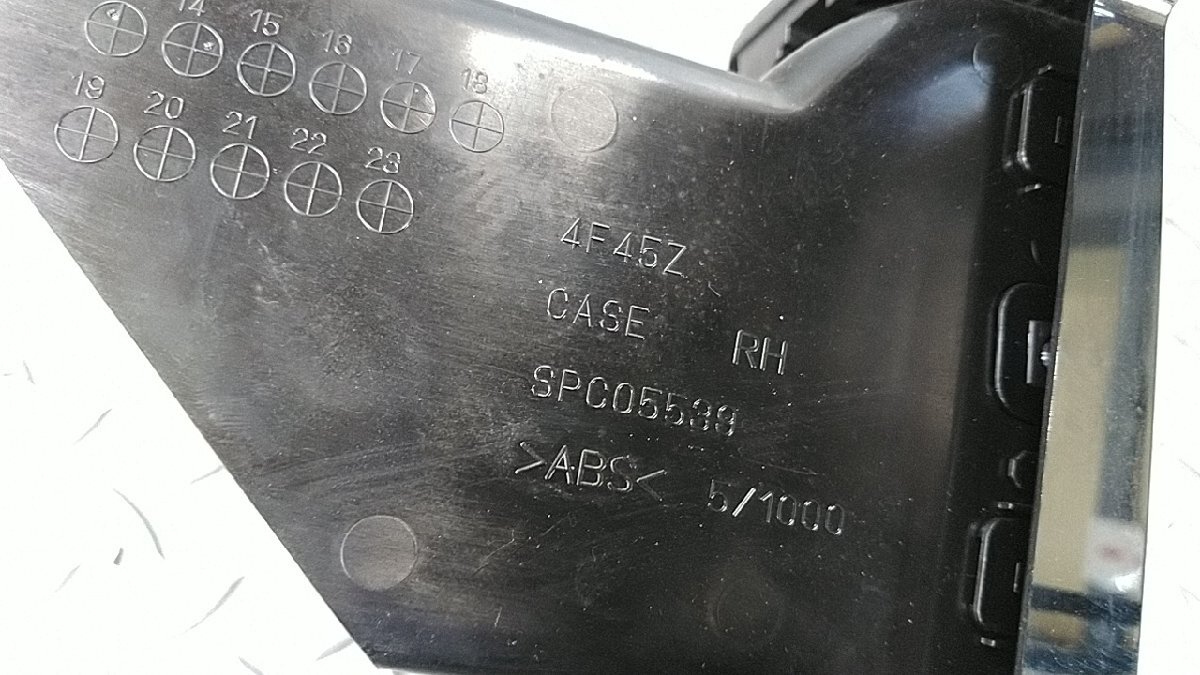 14 15 16 17 18
19 20 21 22 23
4F45Z
CASE RH
SPC05539
>ABS< 5/1000